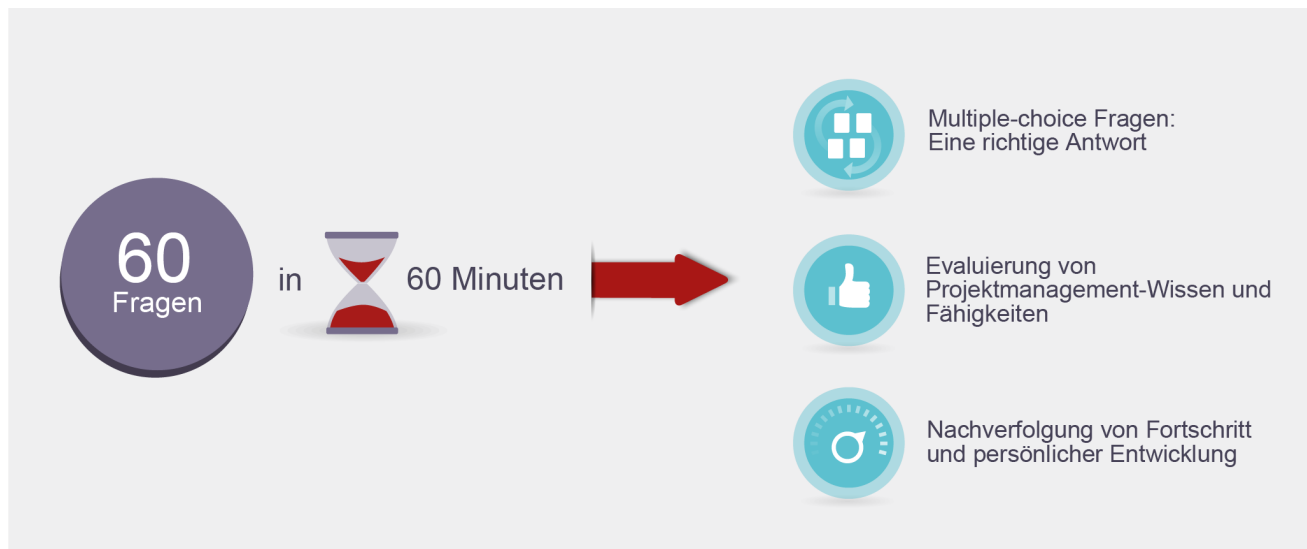 60
Fragen
in
60 Minuten
Multiple-choice Fragen:
Eine richtige Antwort
Evaluierung von
Projektmanagement-Wissen und
Fähigkeiten
Nachverfolgung von Fortschritt
und persönlicher Entwicklung